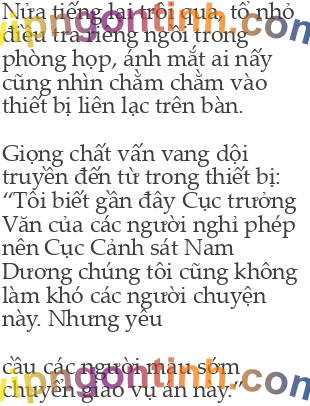 Nửa tiếng lại trôi qua, tổ nhỏ
điều tra riêng ngồi trong
phòng họp, ánh mắt ai nấy
cũng nhìn chằm chằm vào
thiết bị liên lạc trên bàn.
Giọng chất vấn vang dội
truyền đến từ trong thiết bị:
“Tôi biết gần đây Cục trưởng
Văn của các người nghỉ phép
nên Cục Cảnh sát Nam
Dương chúng tôi cũng không
làm khó các người chuyện
này. Nhưng yêu
cầu các người mau sớm
chuyển giao vụ án này.”
vipngontinh.com
vipngontinh.com